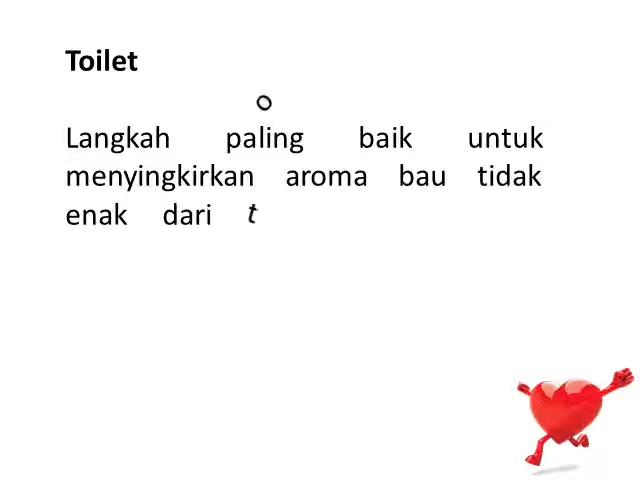 Toilet
Langkah paling baik untuk
menyingkirkan aroma bau tidak
enak dari t
o